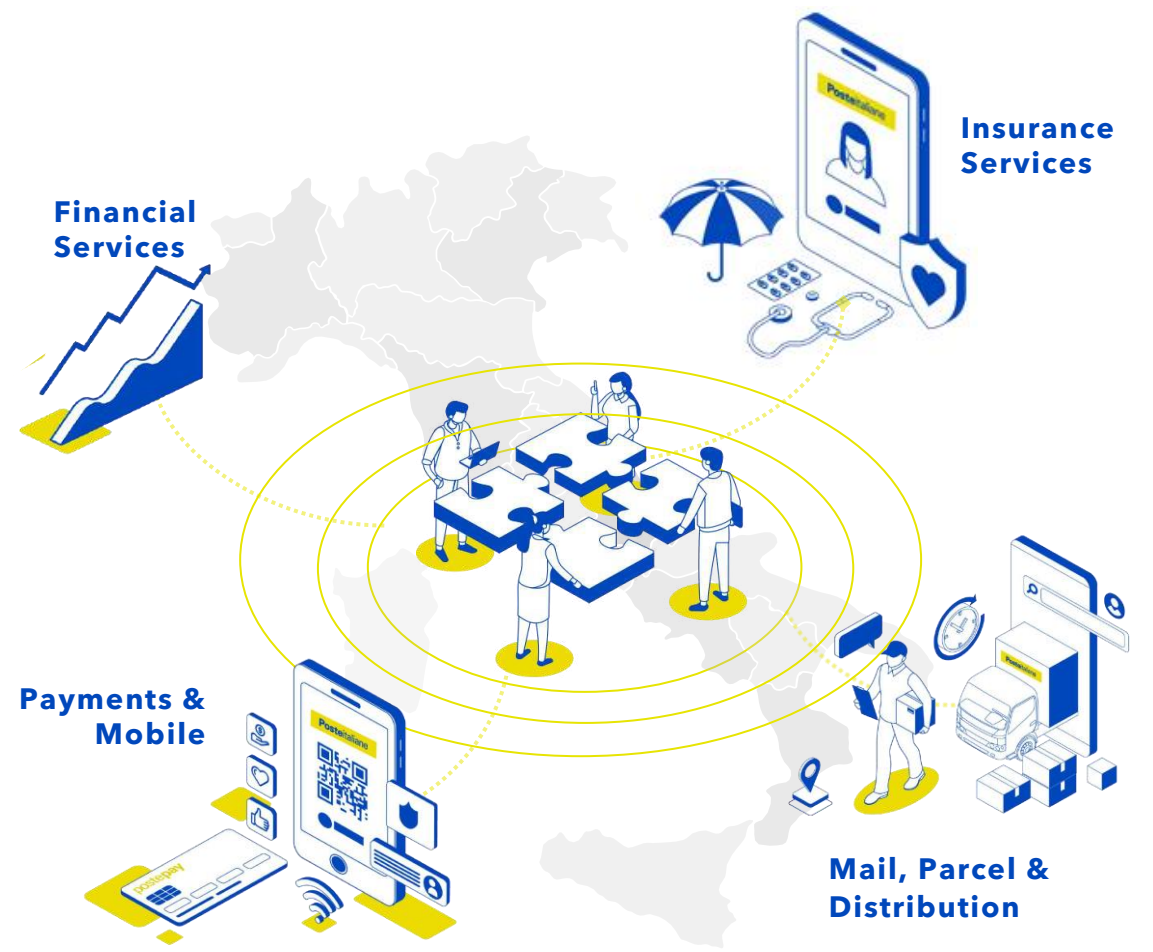 Posteitaliane
Insurance
Services
Financial
Services
Payments &
Mobile
Posteitaliane
postepay
Posteitaliane
Mail, Parcel &
Distribution